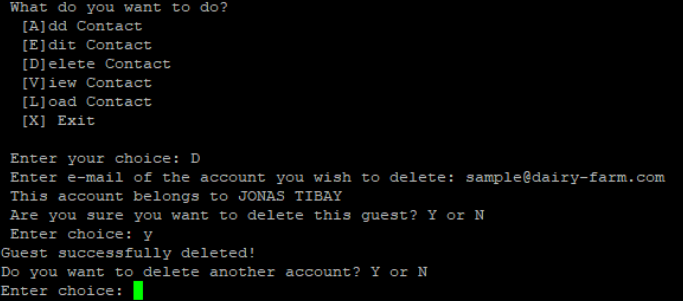 What do you want to do?
[A]dd Contact
[E]dit Contact
[D]elete Contact
[V]iew Contact
[L]oad Contact
[X] Exit
Enter your choice: D
Enter e-mail of the account you wish to delete: sample@dairy-farm.com
This account belongs to JONAS TIBAY
Are you sure you want to delete this guest? Y or N
Enter choice: y
Guest successfully deleted!
Do you want to delete another account? Y or N
Enter choice: